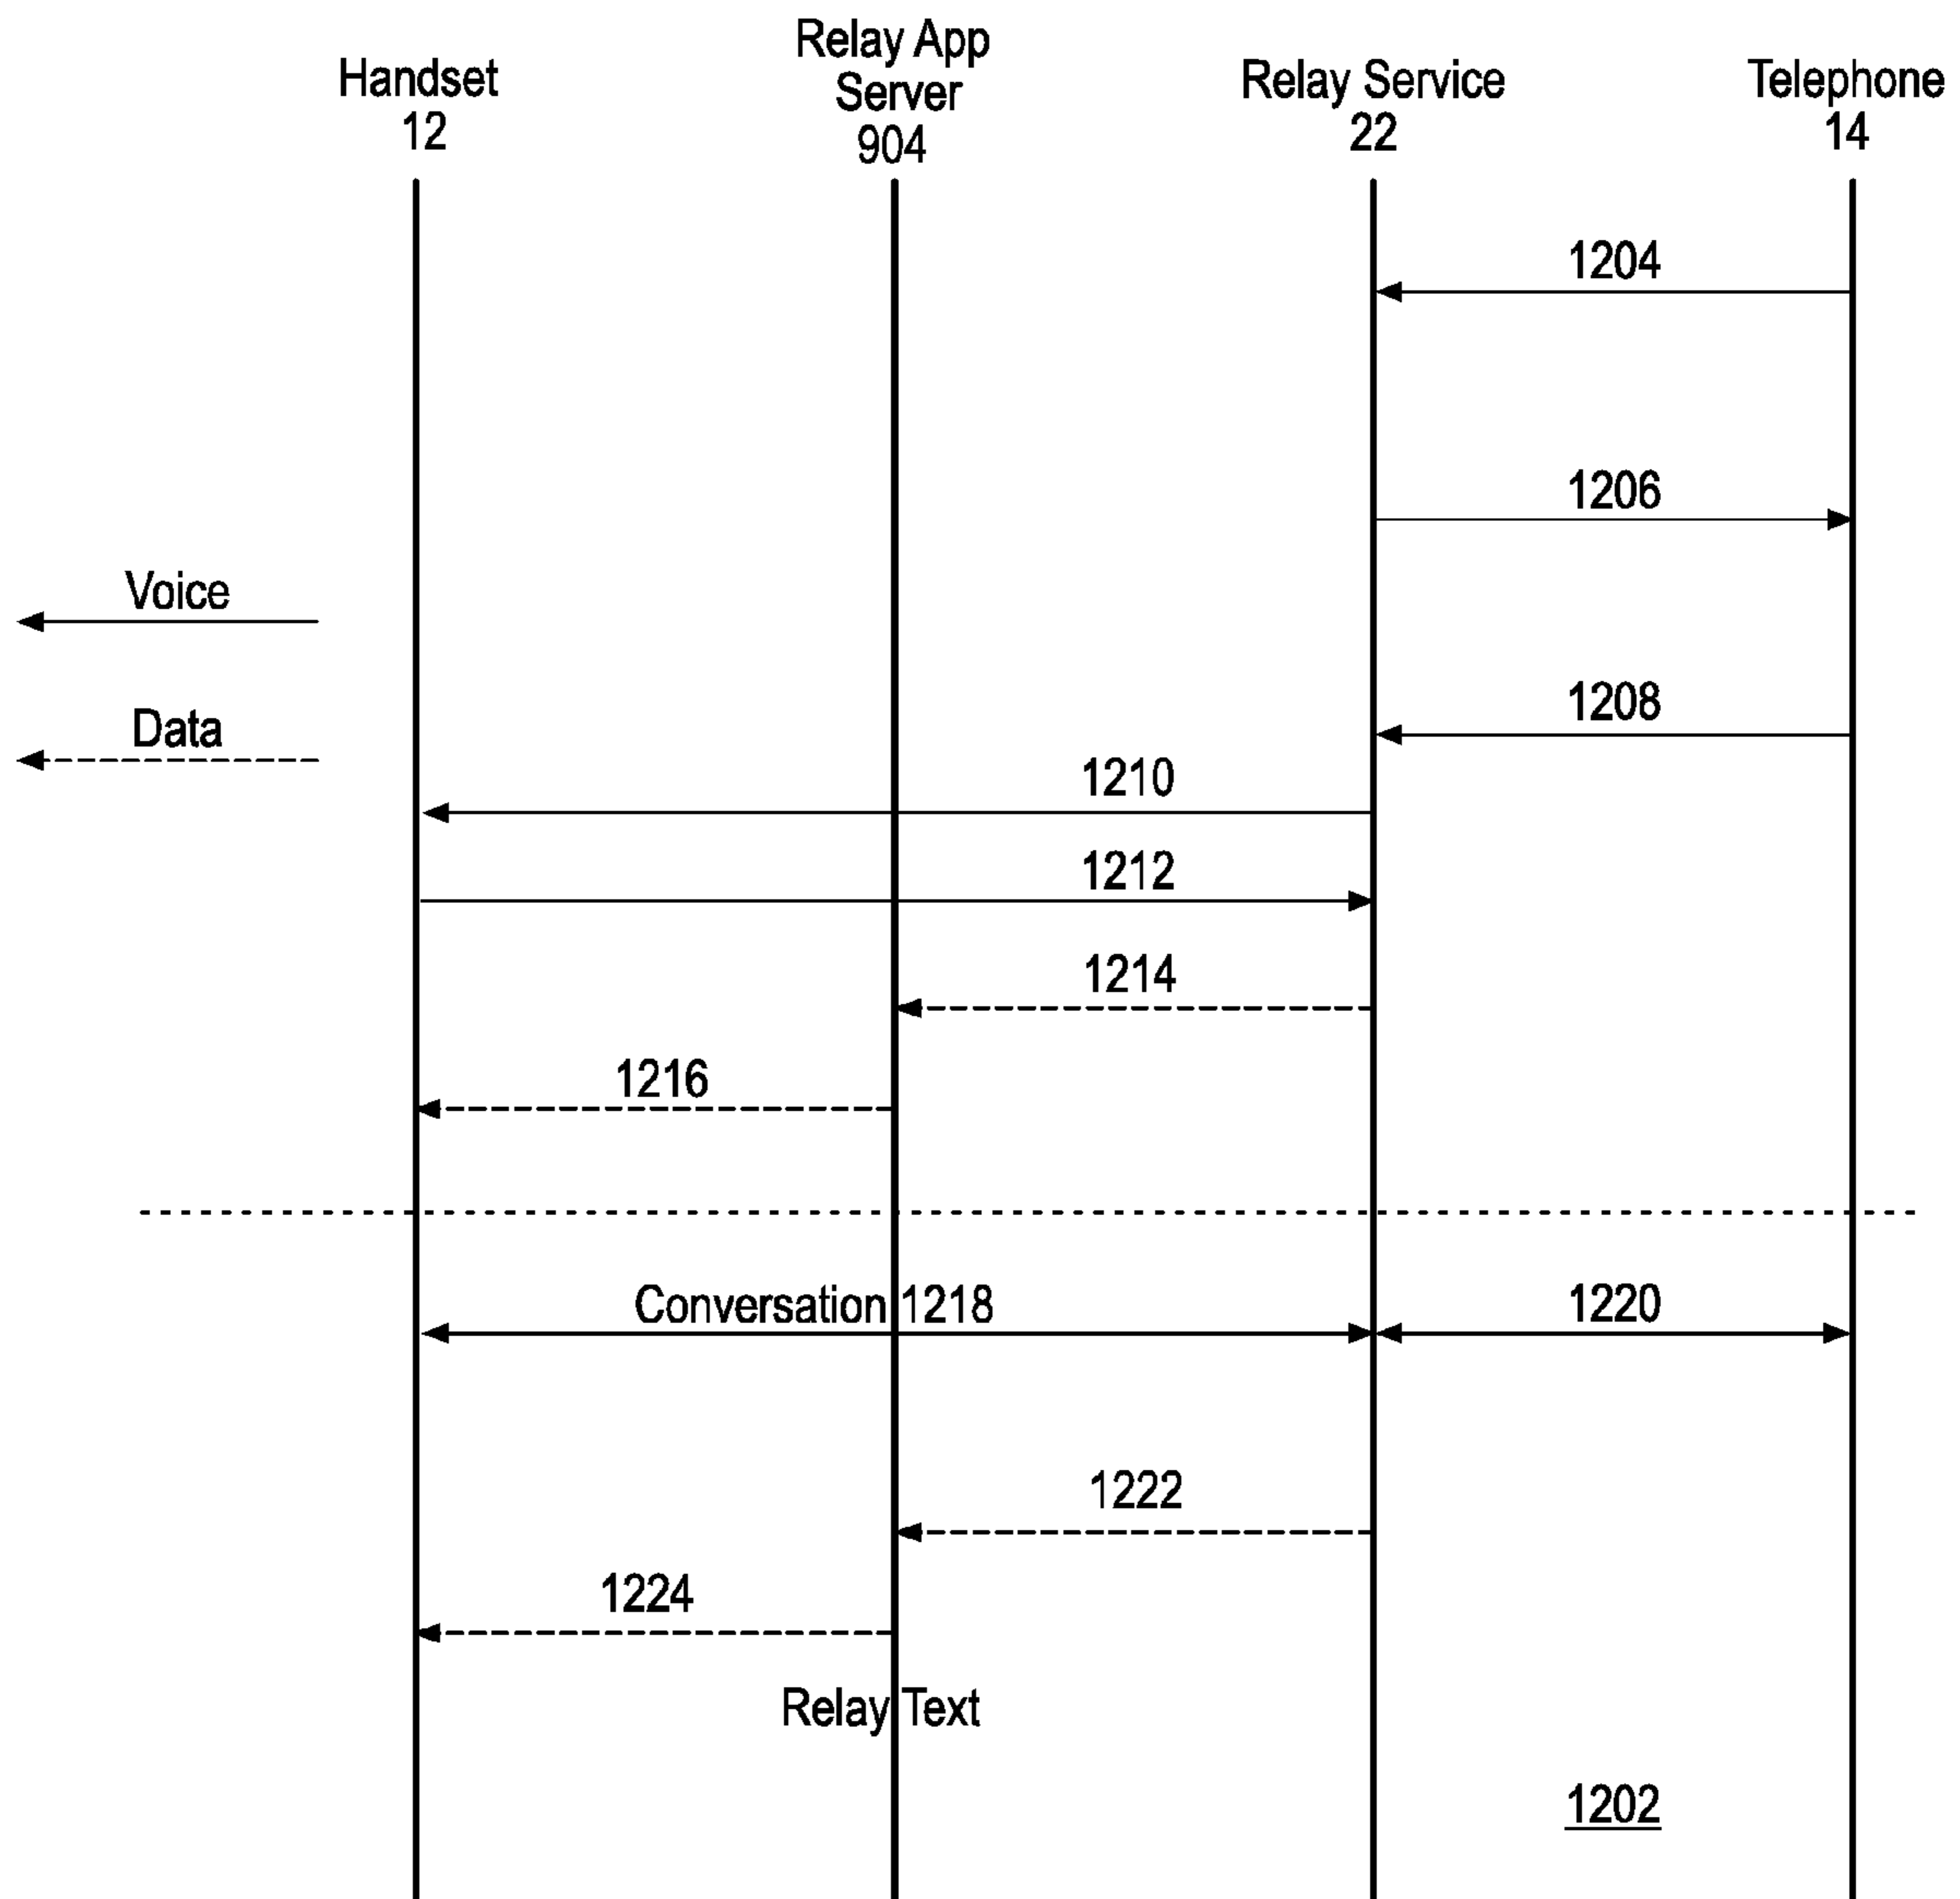 Handset
12
Relay App
Server
904
Relay Service
22
Telephone
14
1204
1206
Voice
1208
Data
1210
1212
1214
1216
Conversation 1218
1220
1222
1224
Relay Text
1202